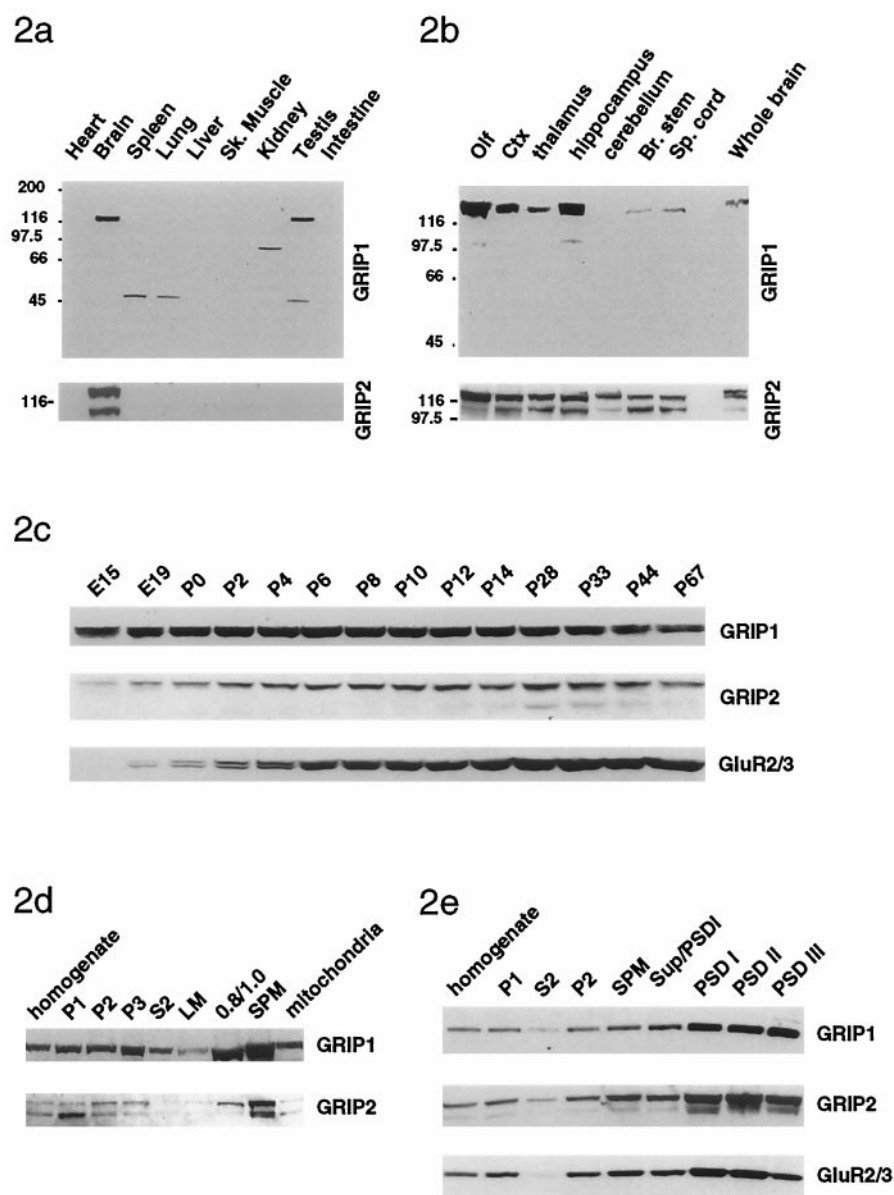 2a
Heart
Brain
Spleen
Lung
Liver
Sk. Muscle
Kidney
Testis
Intestine
200
116
97.5
66
45
GRIP1
116-
GRIP2
2b
Olf
Ctx
thalamus
hippocampus
cerebellum
Br. stem
Sp. cord
Whole brain
116
97.5
66
45
GRIP1
116
97.5
GRIP2
2c
E15 E19 P0 P2 P4 P6 P8 P10 P12 P14 P28 P33 P44 P67
GRIP1
GRIP2
GluR2/3
2d
homogenate
P1
P2
P3
S2
LM
0.8/1.0
SPM
mitochondria
GRIP1
GRIP2
2e
homogenate
P1
S2
P2
SPM
Sup/PSDI
PSD I
PSD II
PSD III
GRIP1
GRIP2
GluR2/3